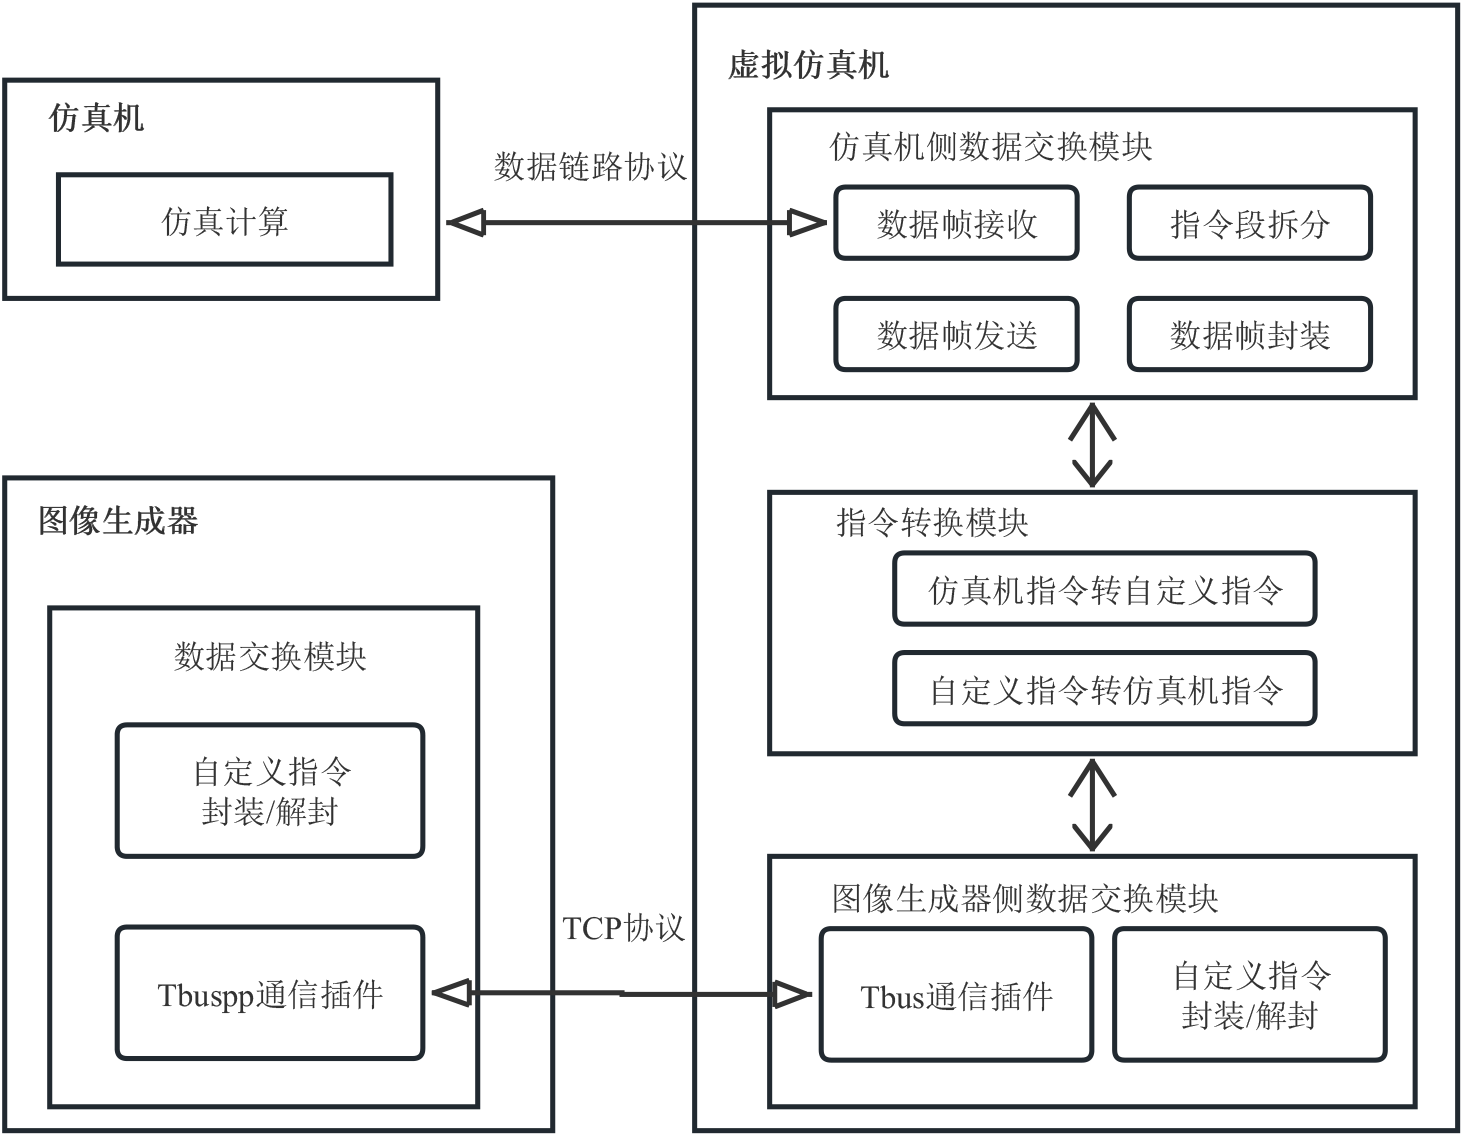 仿真机
仿真计算
数据链路协议
虚拟仿真机
仿真机侧数据交换模块
数据帧接收
指令段拆分
数据帧发送
数据帧封装
指令转换模块
仿真机指令转自定义指令
自定义指令转仿真机指令
图像生成器
数据交换模块
自定义指令
封装/解封
Tbuspp通信插件
TCP协议
图像生成器侧数据交换模块
Tbus通信插件
自定义指令
封装/解封